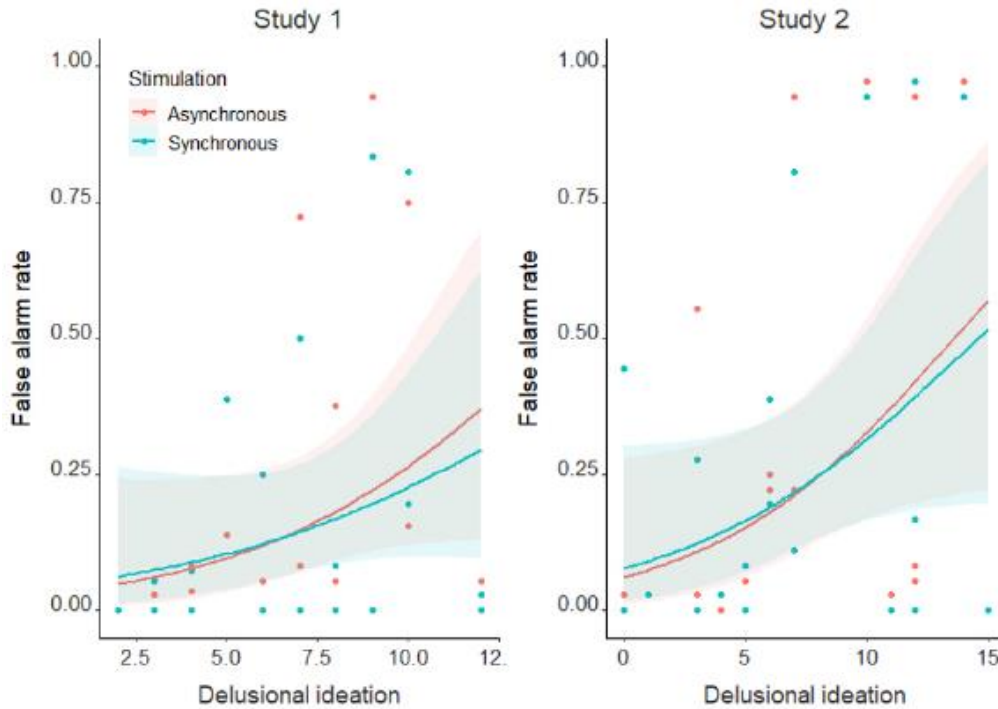 Study 1
Study 2
Stimulation
Asynchronous
Synchronous
False alarm rate
1.00
0.75
0.50
0.25
0.00
2.5 5.0 7.5 10.0 12.
Delusional ideation
False alarm rate
1.00
0.75
0.50
0.25
0.00
0 5 10 15
Delusional ideation